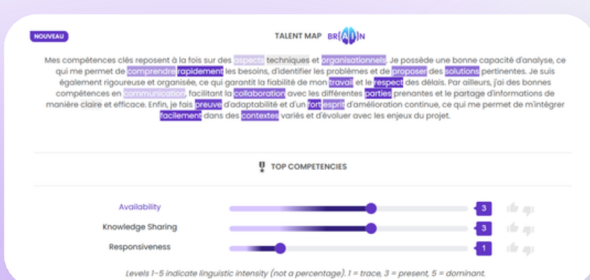 NOUVEAU
TALENT MAP BR(AI)N
Mes compétences clés reposent à la fois sur des aspects techniques et organisationnels. Je possède une bonne capacité d'analyse, ce
qui me permet de comprendre rapidement les besoins, d'identifier les problèmes et de proposer des solutions pertinentes. Je suis
également rigoureuse et organisée, ce qui garantit la fiabilité de mon travail et le respect des délais. Par ailleurs, j'ai des bonnes
compétences en communication, facilitant la collaboration avec les différentes parties prenantes et le partage d'informations de
manière claire et efficace. Enfin, je fais preuve d'adaptabilité et d'un fort esprit d'amélioration continue, ce qui me permet de m'intégrer
facilement dans des contextes variés et d'évoluer avec les enjeux du projet.
TOP COMPETENCIES
Availability 3
Knowledge Sharing 3
Responsiveness 1
Levels 1-5 indicate linguistic intensity (not a percentage). 1 = trace, 3 = present, 5 = dominant.